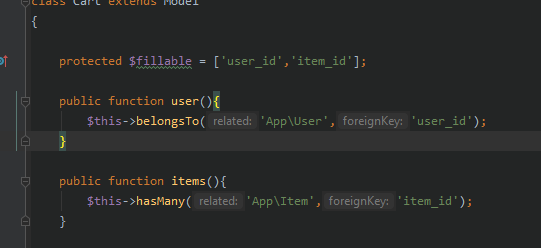 class Cart extends Model
{
protected $fillable = ['user_id','item_id'];
public function user(){
$this->belongsTo( related: 'App\User', foreignKey: 'user_id');
}
public function items(){
$this->hasMany( related: 'App\Item', foreignKey: 'item_id');
}